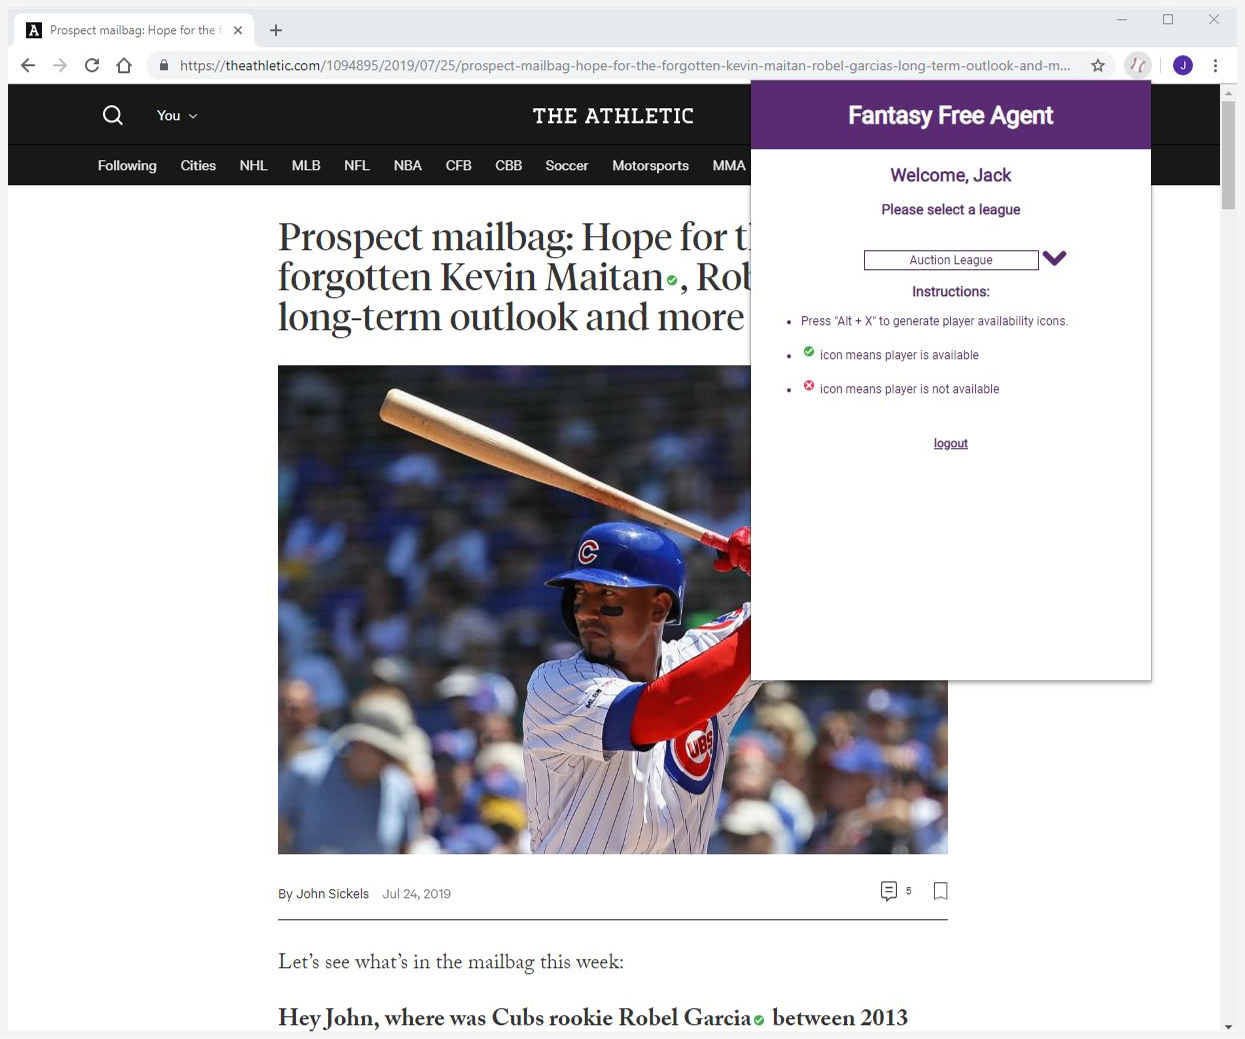 A Prospect mailbag: Hope for the f
https://theathletic.com/1094895/2019/07/25/prospect-mailbag-hope-for-the-forgotten-kevin-maitan-robel-garcias-long-term-outlook-and-m...
J
You
THE ATHLETIC
Following Cities NHL MLB NFL NBA CFB CBB Soccer Motorsports MMA
Prospect mailbag: Hope for t
forgotten Kevin Maitan, Rob
long-term outlook and more
Fantasy Free Agent
Welcome, Jack
Please select a league
Auction League
Instructions:
Press "Alt + X" to generate player availability icons.
icon means player is available
icon means player is not available
logout
C
UBS
By John Sickels Jul 24, 2019
5
Let's see what's in the mailbag this week:
Hey John, where was Cubs rookie Robel Garcia between 2013